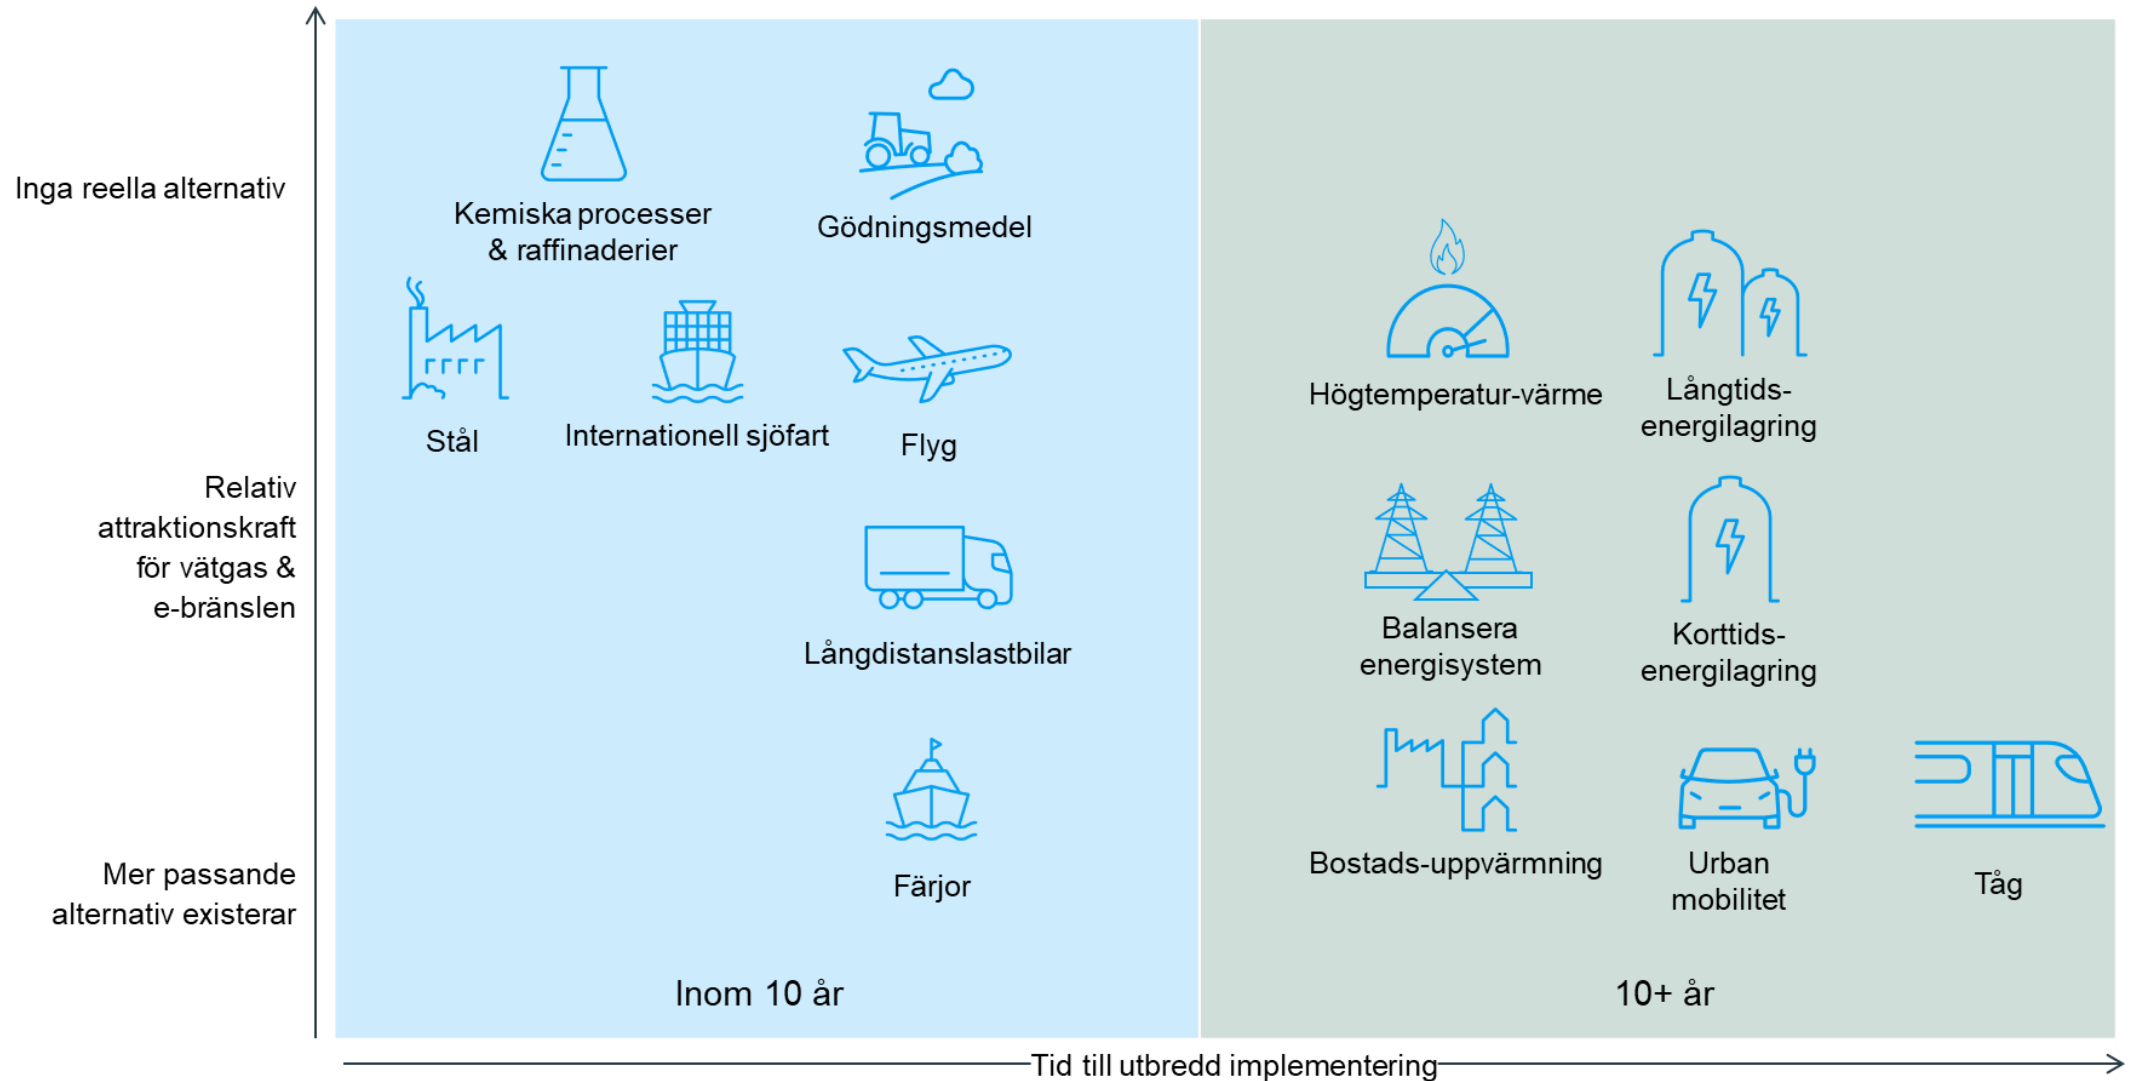 Inga reella alternativ
Relativ
attraktionskraft
för vätgas &
e-bränslen
Mer passande
alternativ existerar
Kemiska processer
& raffinaderier
Gödningsmedel
Stål
Internationell sjöfart
Flyg
Långdistanslastbilar
Färjor
Inom 10 år
Högtemperatur-värme
Långtids-
energilagring
Balansera
energisystem
Korttids-
energilagring
Bostads-uppvärmning
Urban
mobilitet
Tåg
10+ år
Tid till utbredd implementering